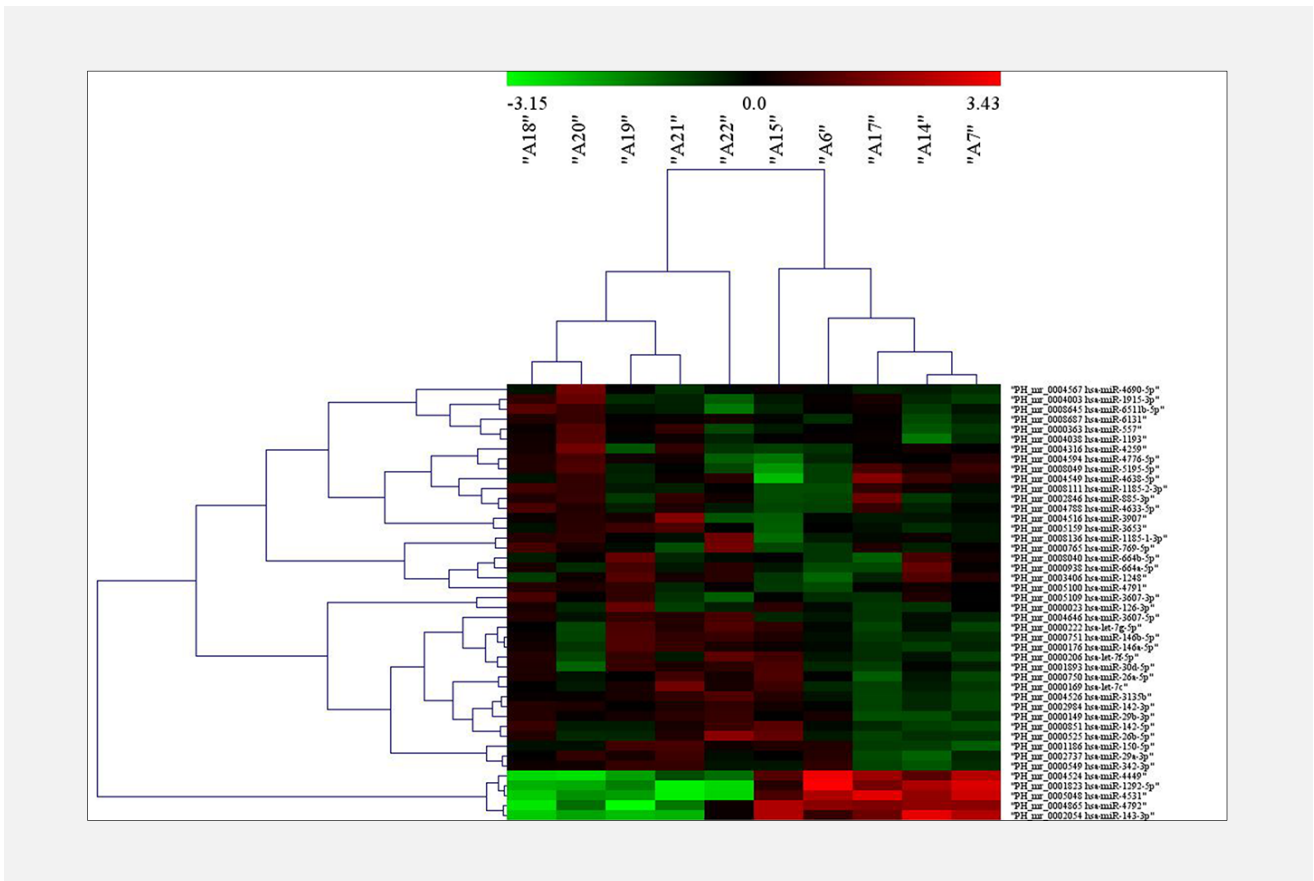 -3.15 0.0 3.43
"A18" "A20" "A19" "A21" "A22" "A15" "A6" "A17" "A14" "A7"
"PH_mr_0004567 hsa-miR-4690-5p"
"PH_mr_0004003 hsa-miR-1915-3p"
"PH_mr_0008645 hsa-miR-6511b-5p"
"PH_mr_0008687 hsa-miR-6131"
"PH_mr_0000363 hsa-miR-557"
"PH_mr_0004038 hsa-miR-1193"
"PH_mr_0004316 hsa-miR-4259"
"PH_mr_0004594 hsa-miR-4776-5p"
"PH_mr_0008049 hsa-miR-5195-5p"
"PH_mr_0004549 hsa-miR-4638-5p"
"PH_mr_0008111 hsa-miR-1185-2-3p"
"PH_mr_0002846 hsa-miR-885-3p"
"PH_mr_0004788 hsa-miR-4633-5p"
"PH_mr_0004516 hsa-miR-3907"
"PH_mr_0005159 hsa-miR-3653"
"PH_mr_0008136 hsa-miR-1185-1-3p"
"PH_mr_0000765 hsa-miR-769-5p"
"PH_mr_0008040 hsa-miR-664b-5p"
"PH_mr_0000938 hsa-miR-664a-5p"
"PH_mr_0003406 hsa-miR-1248"
"PH_mr_0005100 hsa-miR-4791"
"PH_mr_0005109 hsa-miR-3607-3p"
"PH_mr_0000023 hsa-miR-126-3p"
"PH_mr_0004646 hsa-miR-3607-5p"
"PH_mr_0000222 hsa-let-7g-5p"
"PH_mr_0000751 hsa-miR-146b-5p"
"PH_mr_0000176 hsa-miR-146a-5p"
"PH_mr_0000206 hsa-let-7f-5p"
"PH_mr_0001893 hsa-miR-30d-5p"
"PH_mr_0000750 hsa-miR-26a-5p"
"PH_mr_0000169 hsa-let-7c"
"PH_mr_0004526 hsa-miR-3135b"
"PH_mr_0002984 hsa-miR-142-3p"
"PH_mr_0000149 hsa-miR-29b-3p"
"PH_mr_0000851 hsa-miR-142-5p"
"PH_mr_0000525 hsa-miR-26b-5p"
"PH_mr_0001186 hsa-miR-150-5p"
"PH_mr_0002737 hsa-miR-29a-3p"
"PH_mr_0000549 hsa-miR-342-3p"
"PH_mr_0004524 hsa-miR-4449"
"PH_mr_0001823 hsa-miR-1292-5p"
"PH_mr_0005048 hsa-miR-4531"
"PH_mr_0004865 hsa-miR-4792"
"PH_mr_0002054 hsa-miR-143-3p"